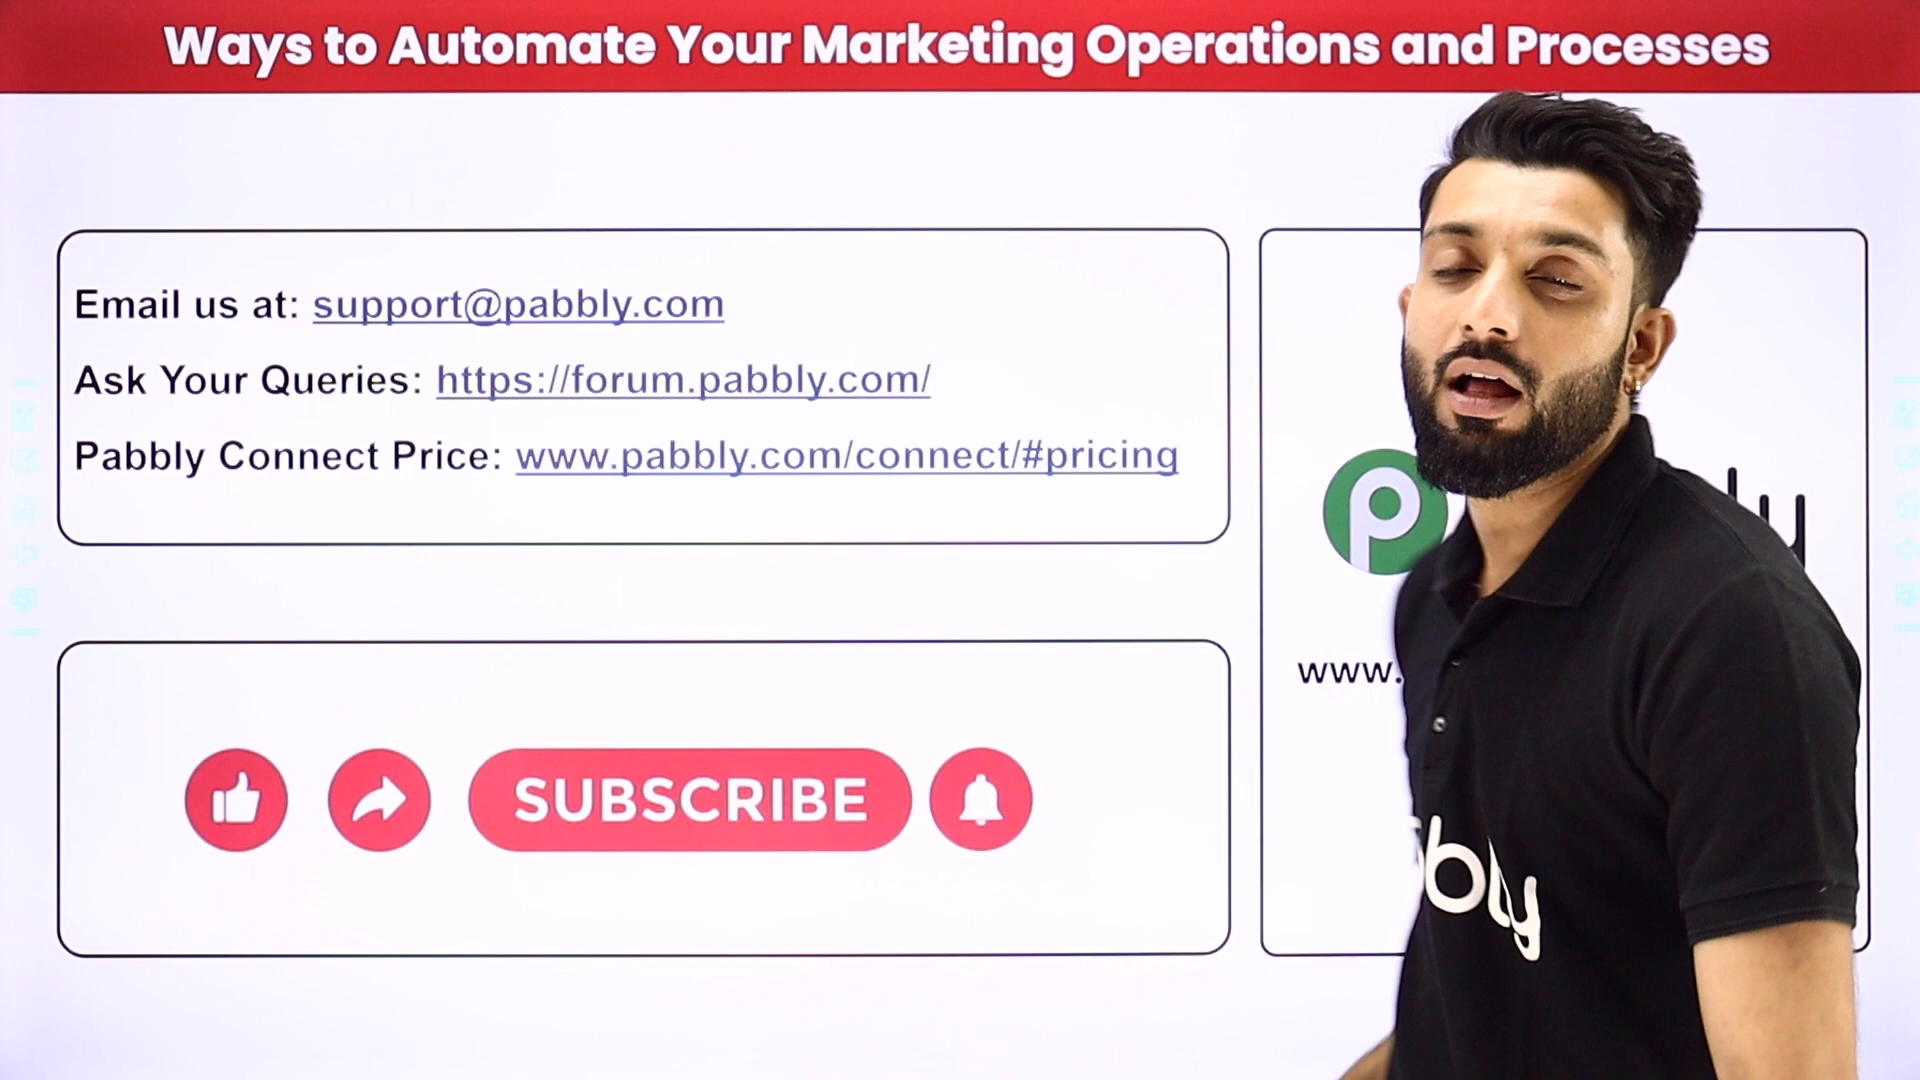 Ways to Automate Your Marketing Operations and Processes
Email us at: support@pabbly.com
Ask Your Queries: https://forum.pabbly.com/
Pabbly Connect Price: www.pabbly.com/connect/#pricing
SUBSCRIBE
www.